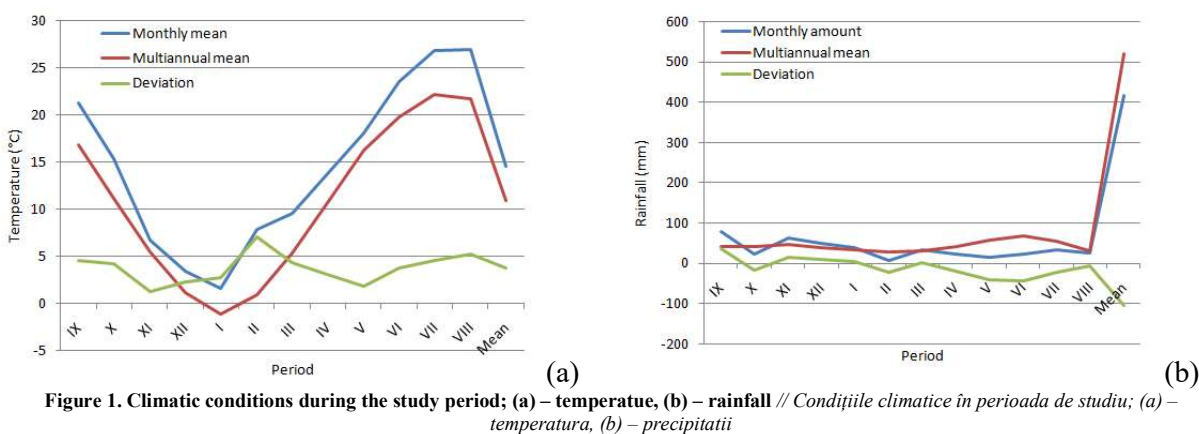 30
25
20
15
10
5
0
-5
Temperature (°C)
Monthly mean
Multiannual mean
Deviation
IX X XI XII I II III IV V VI VII VIII Mean
Period
(a)
600
500
400
300
200
100
0
-100
-200
Rainfall (mm)
Monthly amount
Multiannual mean
Deviation
IX X XI XII I II III IV V VI VII VIII Mean
Period
(b)
Figure 1. Climatic conditions during the study period; (a) – temperatue, (b) – rainfall // Condițiile climatice în perioada de studiu; (a) –
temperatura, (b) – precipitatii